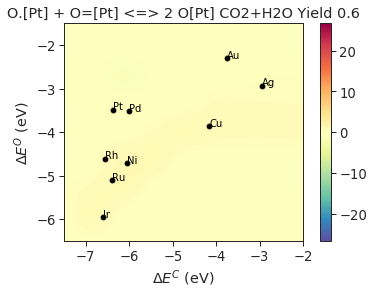 O.[Pt] + O=[Pt] <=> 2 O[Pt] CO2+H2O Yield 0.6
−2
−3
−4
−5
−6
ΔE^O (eV)
Au
Ag
Pt
Pd
Cu
Rh
Ni
Ru
Ir
−7
−6
−5
−4
−3
−2
ΔE^C (eV)
20
10
0
−10
−20